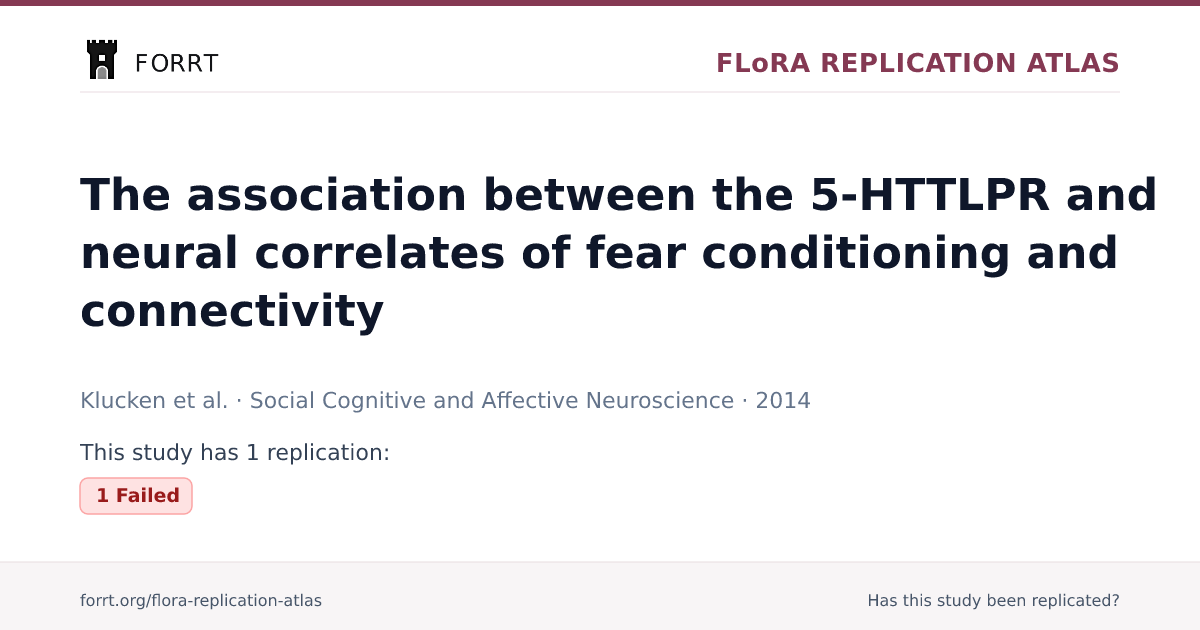 FORRT
FLoRA REPLICATION ATLAS
The association between the 5-HTTLPR and
neural correlates of fear conditioning and
connectivity
Klucken et al. · Social Cognitive and Affective Neuroscience · 2014
This study has 1 replication:
1 Failed
forrt.org/flora-replication-atlas
Has this study been replicated?